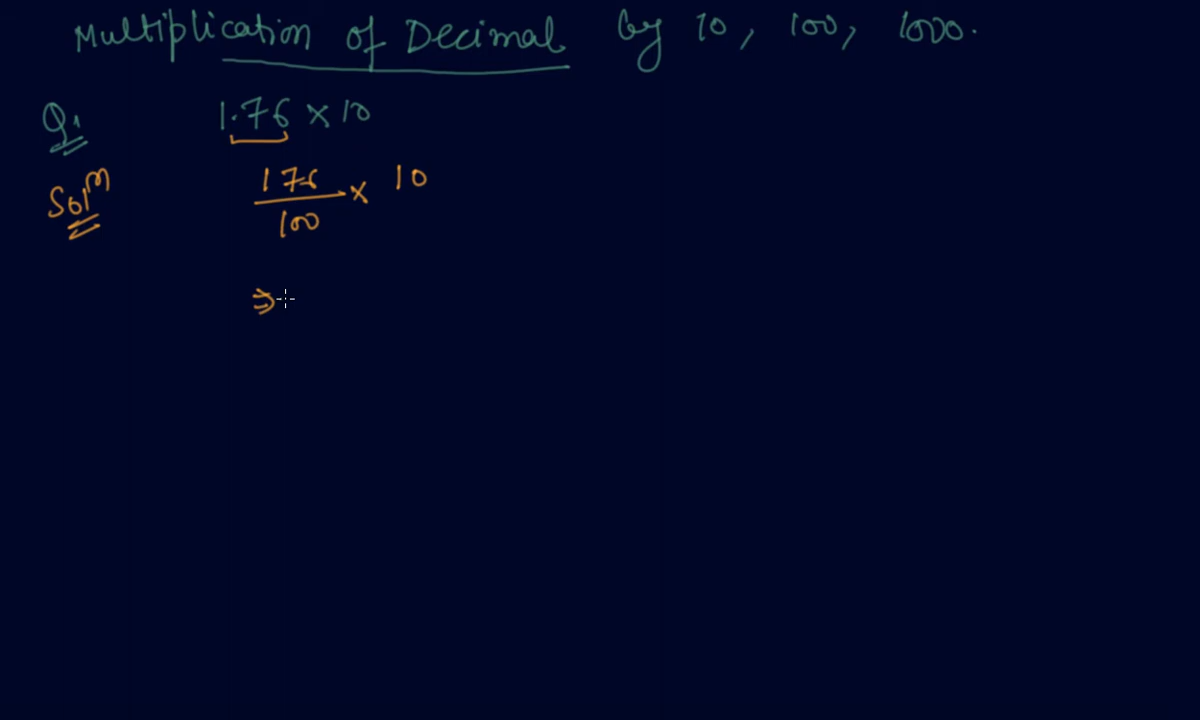 Multiplication of Decimal by 10, 100, 1000.
Q1 1.76 × 10
Solⁿ 176/100 × 10
⇒